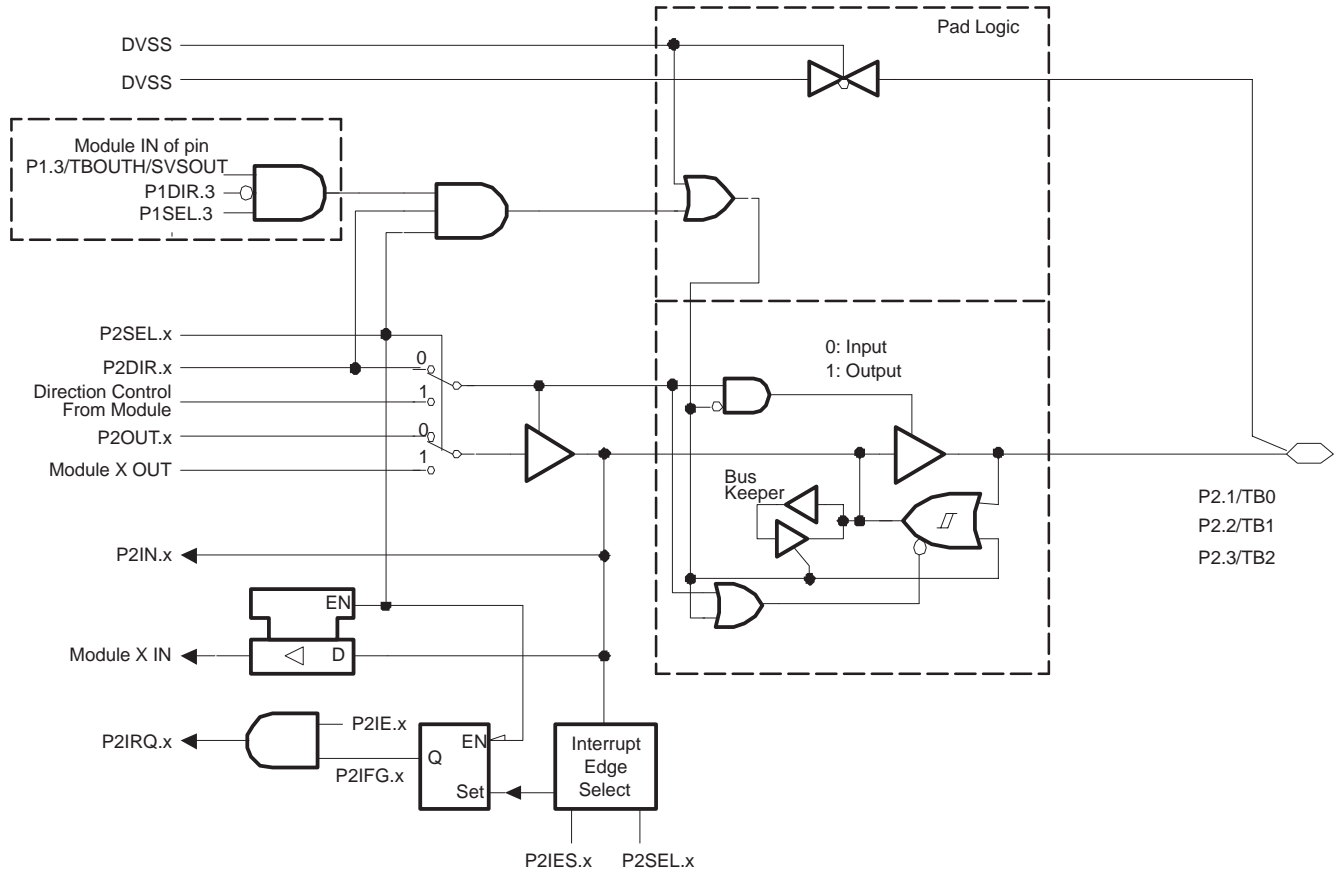 Pad Logic
DVSS
DVSS
Module IN of pin
P1.3/TBOUTH/SVSOUT
P1DIR.3
P1SEL.3
P2SEL.x
P2DIR.x
0
Direction Control
From Module
1
P2OUT.x
0
Module X OUT
1
0: Input
1: Output
Bus
Keeper
P2.1/TB0
P2.2/TB1
P2.3/TB2
P2IN.x
EN
Module X IN
D
P2IRQ.x
P2IE.x
P2IFG.x
EN
Q
Set
Interrupt
Edge
Select
P2IES.x
P2SEL.x